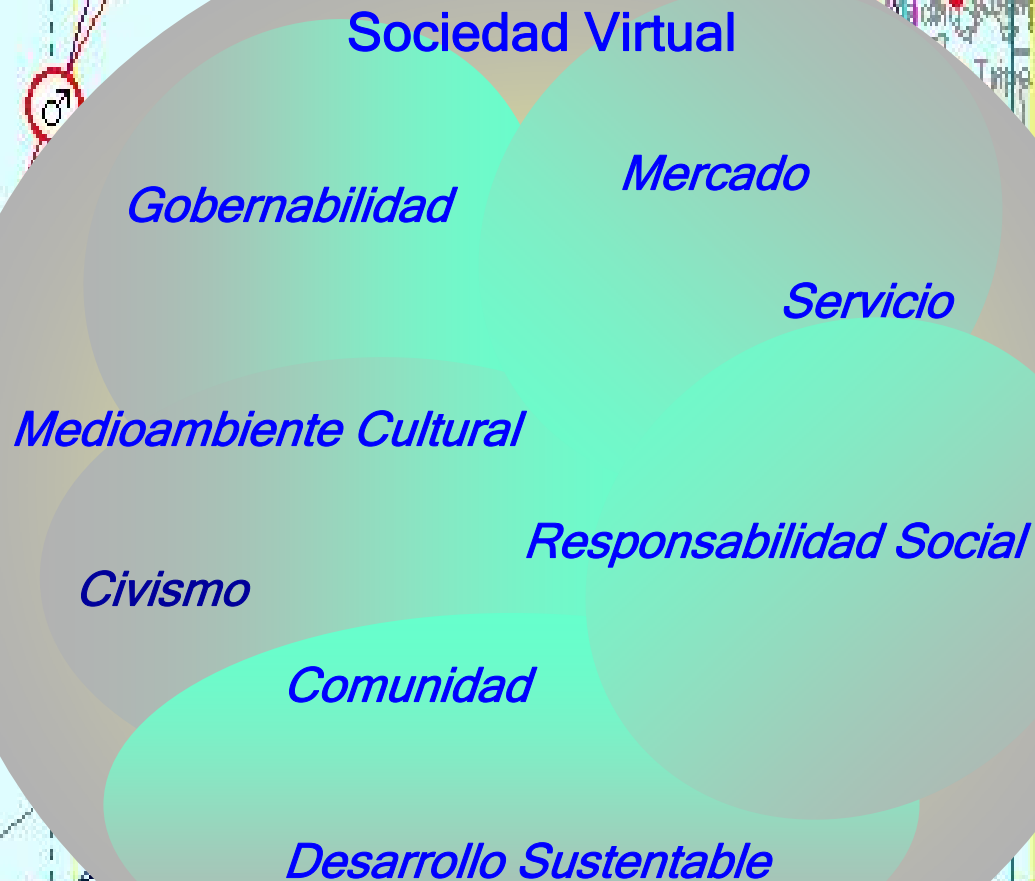 Sociedad Virtual
Mercado
Gobernabilidad
Servicio
Medioambiente Cultural
Responsabilidad Social
Civismo
Comunidad
Desarrollo Sustentable